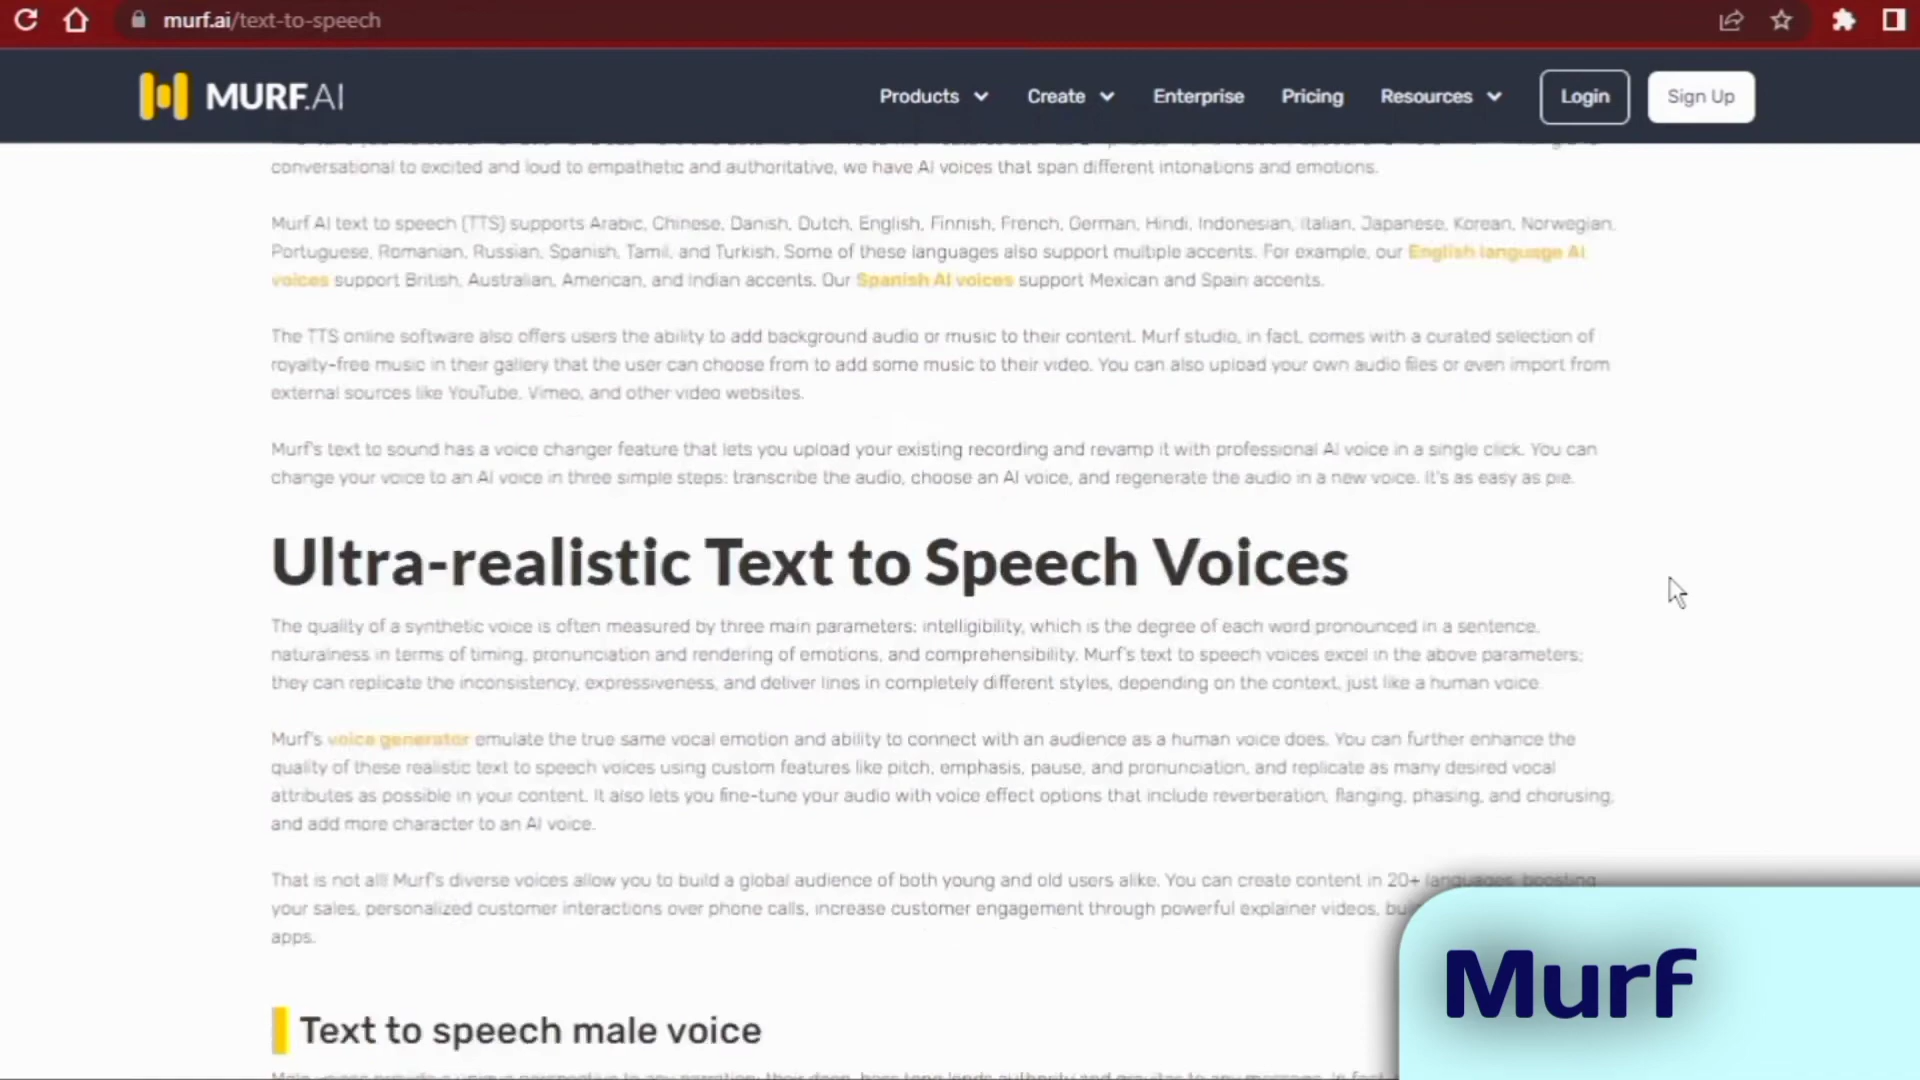 murf.ai/text-to-speech
MURF.AI
Products
Create
Enterprise
Pricing
Resources
Login
Sign Up
conversational to excited and loud to empathetic and authoritative, we have AI voices that span different intonations and emotions.
Murf AI text to speech (TTS) supports Arabic, Chinese, Danish, Dutch, English, Finnish, French, German, Hindi, Indonesian, Italian, Japanese, Korean, Norwegian,
Portuguese, Romanian, Russian, Spanish, Tamil, and Turkish. Some of these languages also support multiple accents. For example, our English language AI
voices support British, Australian, American, and Indian accents. Our Spanish AI voices support Mexican and Spain accents.
The TTS online software also offers users the ability to add background audio or music to their content. Murf studio, in fact, comes with a curated selection of
royalty-free music in their gallery that the user can choose from to add some music to their video. You can also upload your own audio files or even import from
external sources like YouTube, Vimeo, and other video websites.
Murf's text to sound has a voice changer feature that lets you upload your existing recording and revamp it with professional AI voice in a single click. You can
change your voice to an AI voice in three simple steps: transcribe the audio, choose an AI voice, and regenerate the audio in a new voice. It's as easy as pie.
Ultra-realistic Text to Speech Voices
The quality of a synthetic voice is often measured by three main parameters: intelligibility, which is the degree of each word pronounced in a sentence,
naturalness in terms of timing, pronunciation and rendering of emotions, and comprehensibility. Murf's text to speech voices excel in the above parameters;
they can replicate the inconsistency, expressiveness, and deliver lines in completely different styles, depending on the context, just like a human voice.
Murf's voice generator emulate the true same vocal emotion and ability to connect with an audience as a human voice does. You can further enhance the
quality of these realistic text to speech voices using custom features like pitch, emphasis, pause, and pronunciation, and replicate as many desired vocal
attributes as possible in your content. It also lets you fine-tune your audio with voice effect options that include reverberation, flanging, phasing, and chorusing,
and add more character to an AI voice.
That is not all! Murf's diverse voices allow you to build a global audience of both young and old users alike. You can create content in 20+ languages, boosting
your sales, personalized customer interactions over phone calls, increase customer engagement through powerful explainer videos,
apps.
Murf
Text to speech male voice